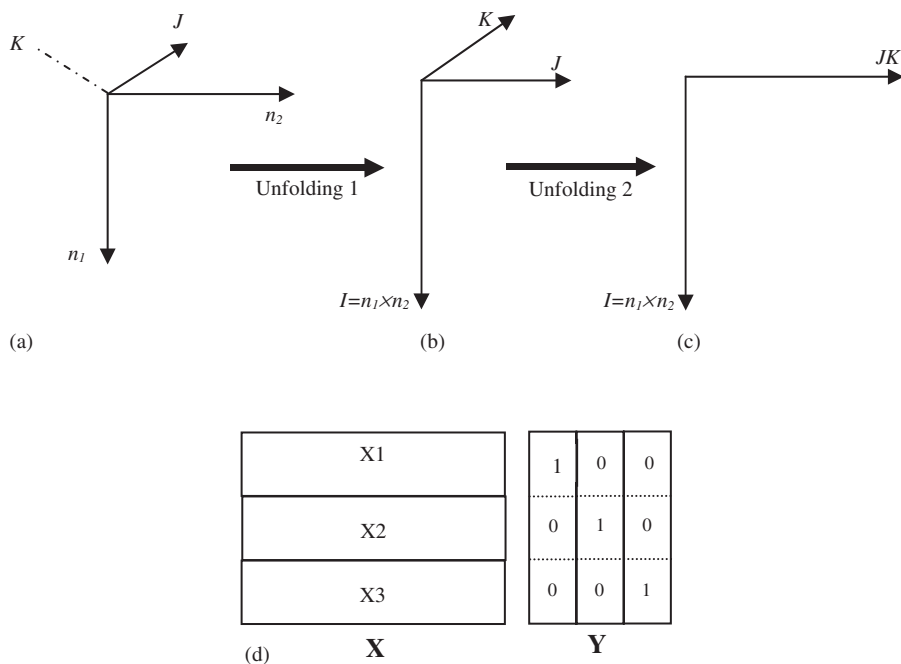 K
J
n₂
n₁
(a)
Unfolding 1
K
J
I=n₁×n₂
(b)
Unfolding 2
JK
I=n₁×n₂
(c)
X1
X2
X3
X
1 0 0
0 1 0
0 0 1
Y
(d)